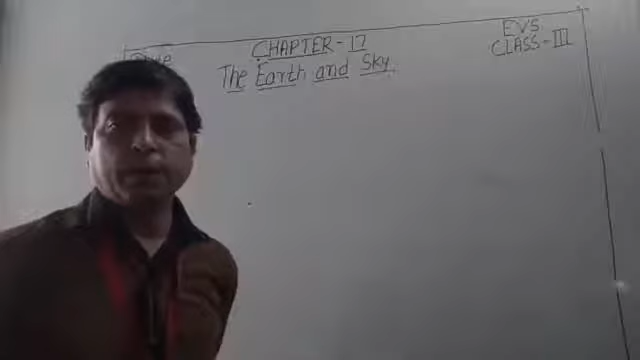 CHAPTER - 17
EVS
CLASS - III
The Earth and Sky